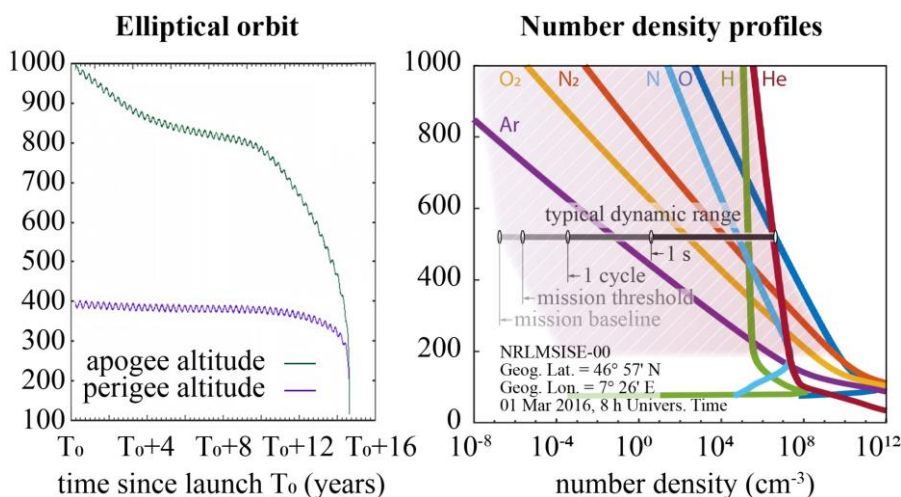 Elliptical orbit
1000
900
800
700
600
500
400
300
200
100
apogee altitude
perigee altitude
T₀ T₀+4 T₀+8 T₀+12 T₀+16
time since launch T₀ (years)
Number density profiles
1000
800
600
400
200
0
O₂ N₂ N O H He
Ar
typical dynamic range
1 s
1 cycle
mission threshold
mission baseline
NRLMSISE-00
Geog. Lat. = 46° 57' N
Geog. Lon. = 7° 26' E
01 Mar 2016, 8 h Univers. Time
10⁻⁸ 10⁻⁴ 10⁰ 10⁴ 10⁸ 10¹²
number density (cm⁻³)